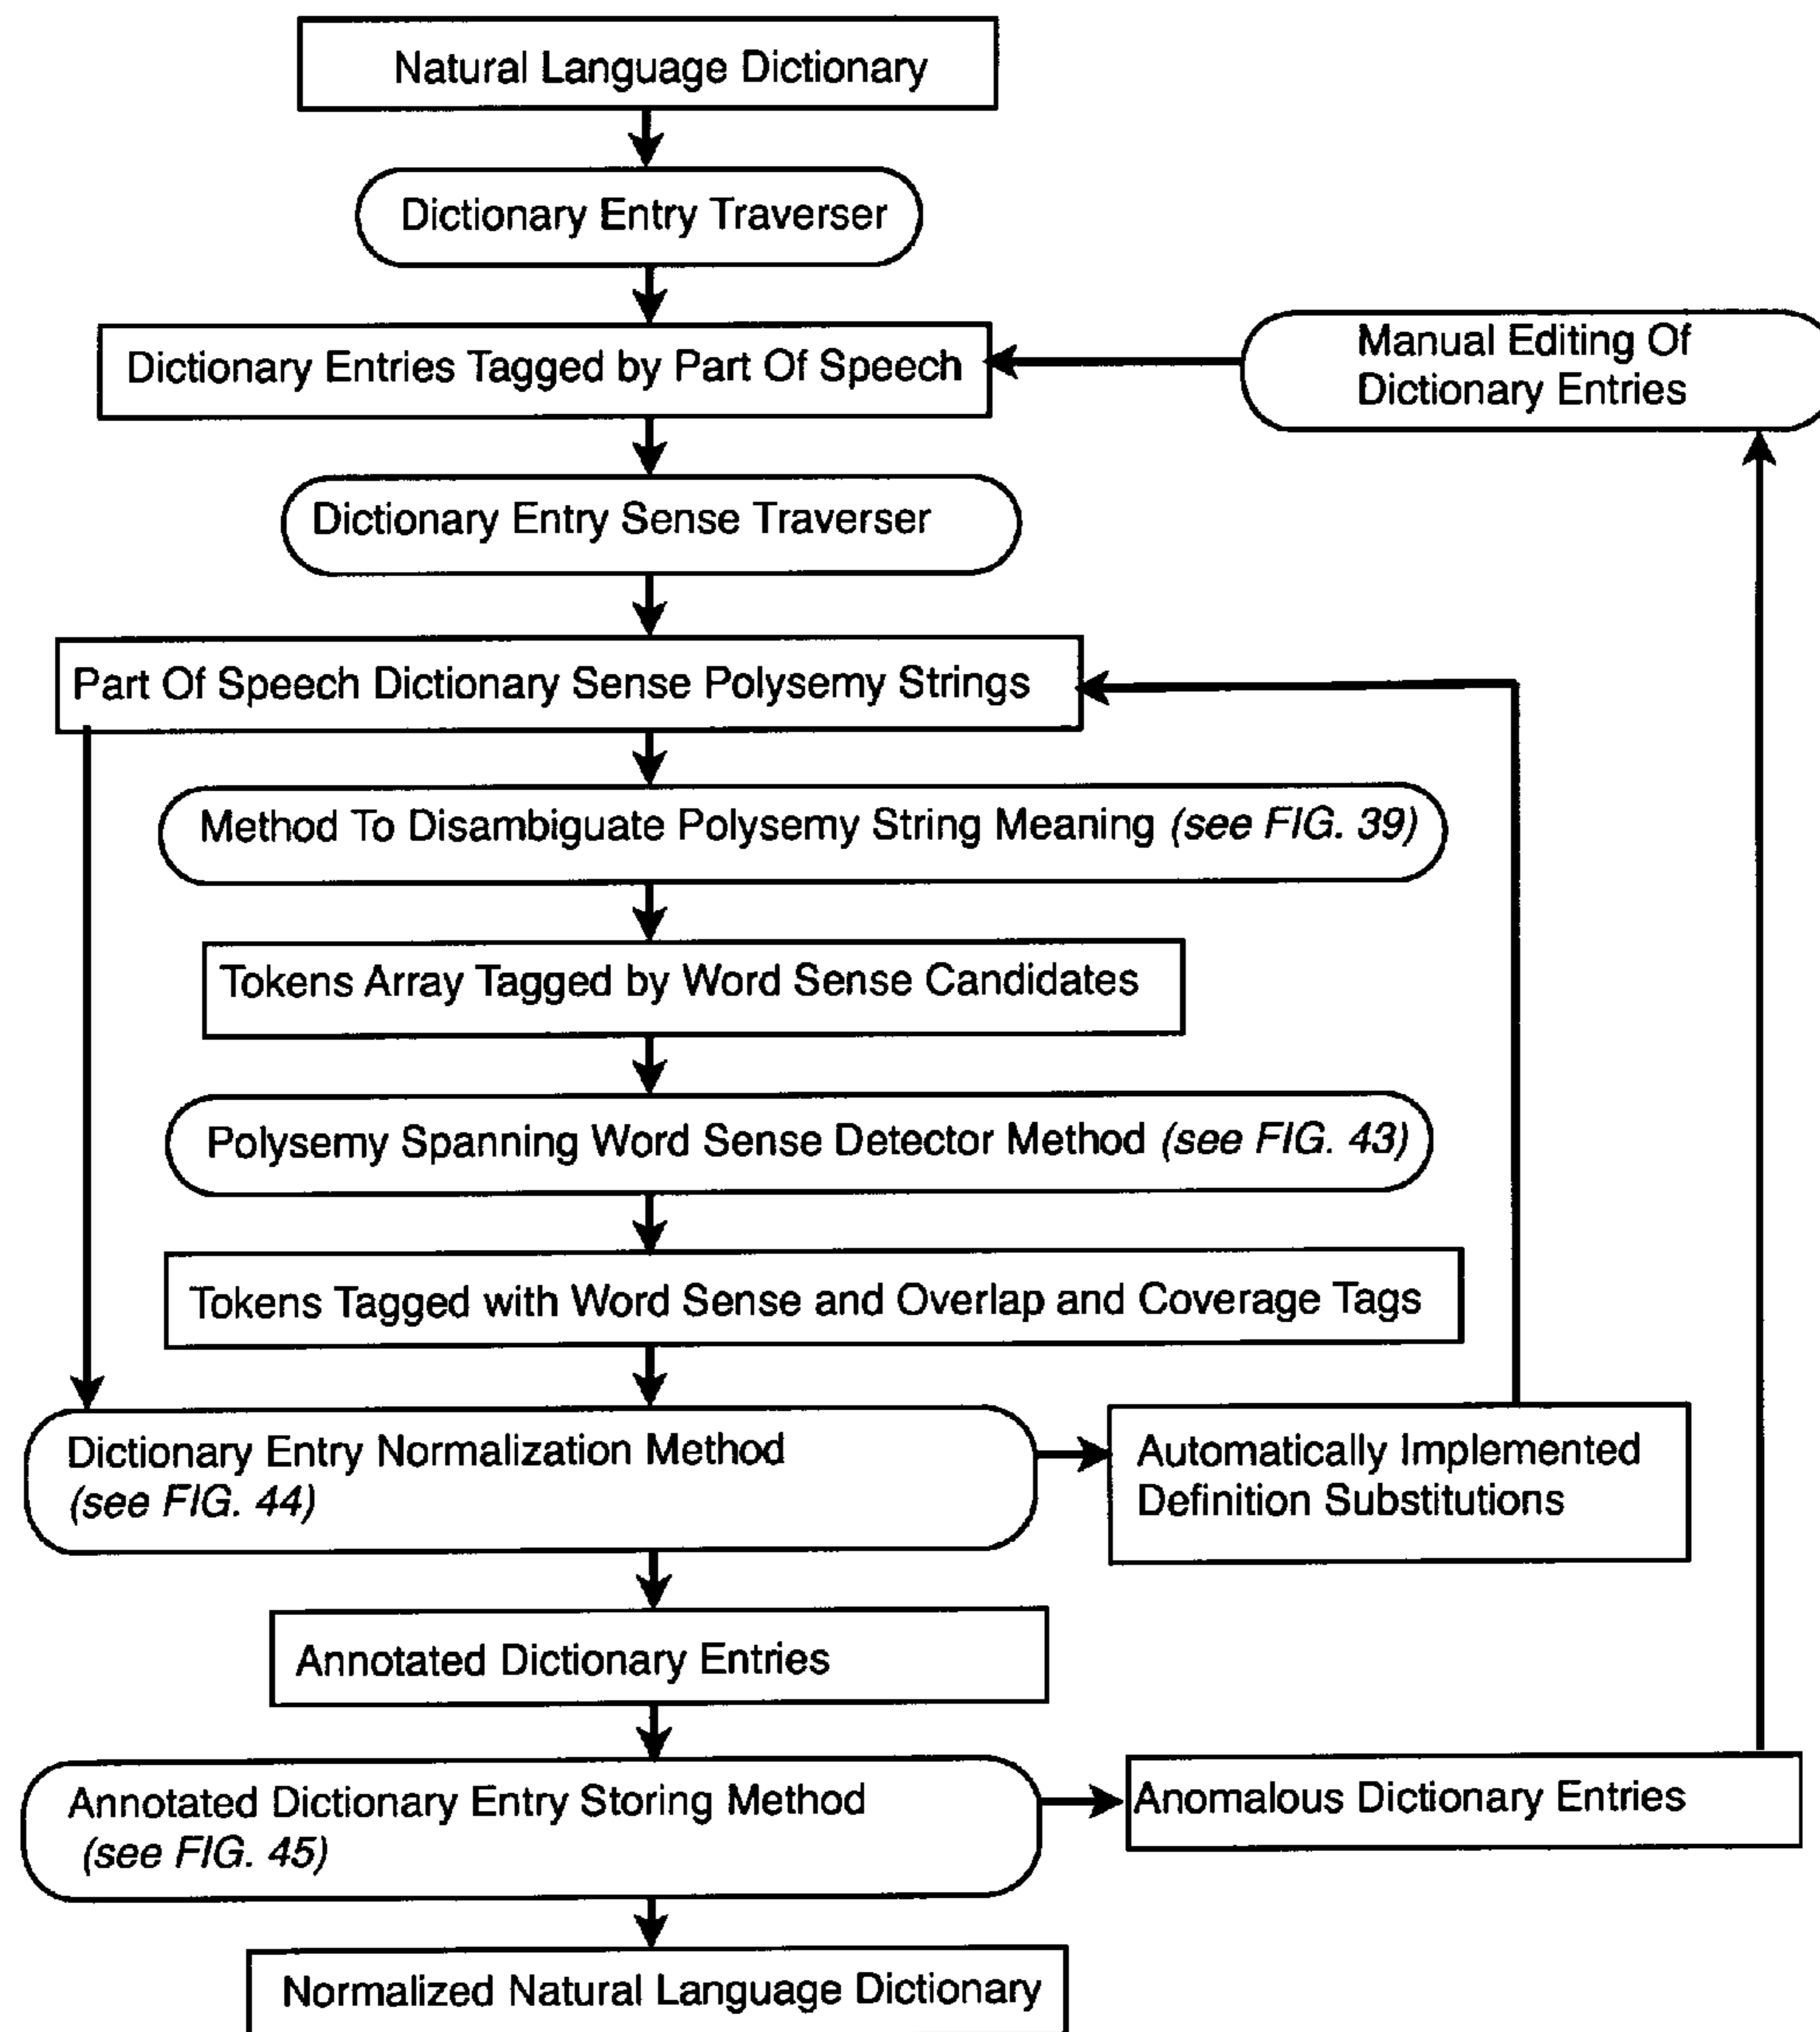 Natural Language Dictionary
Dictionary Entry Traverser
Dictionary Entries Tagged by Part Of Speech
Manual Editing Of
Dictionary Entries
Dictionary Entry Sense Traverser
Part Of Speech Dictionary Sense Polysemy Strings
Method To Disambiguate Polysemy String Meaning (see FIG. 39)
Tokens Array Tagged by Word Sense Candidates
Polysemy Spanning Word Sense Detector Method (see FIG. 43)
Tokens Tagged with Word Sense and Overlap and Coverage Tags
Dictionary Entry Normalization Method
(see FIG. 44)
Automatically Implemented
Definition Substitutions
Annotated Dictionary Entries
Annotated Dictionary Entry Storing Method
(see FIG. 45)
Anomalous Dictionary Entries
Normalized Natural Language Dictionary